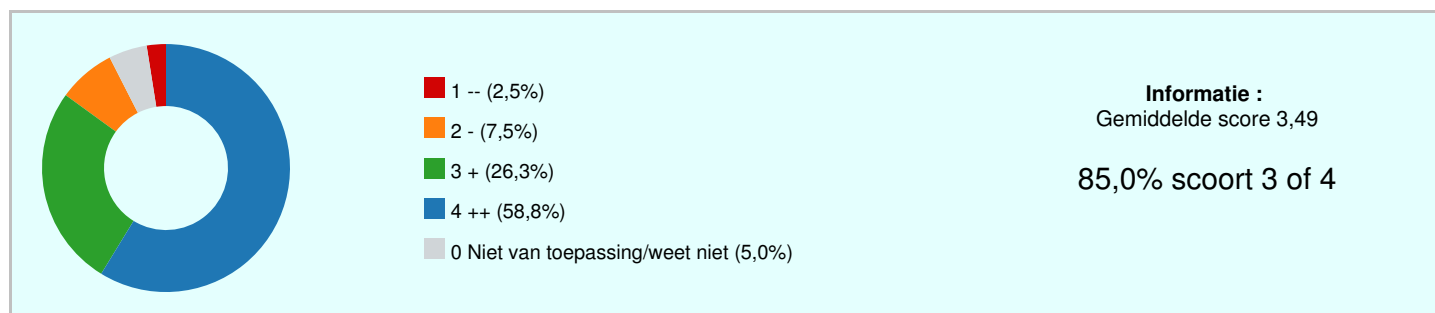 1 -- (2,5%)
2 - (7,5%)
3 + (26,3%)
4 ++ (58,8%)
0 Niet van toepassing/weet niet (5,0%)
Informatie :
Gemiddelde score 3,49
85,0% scoort 3 of 4